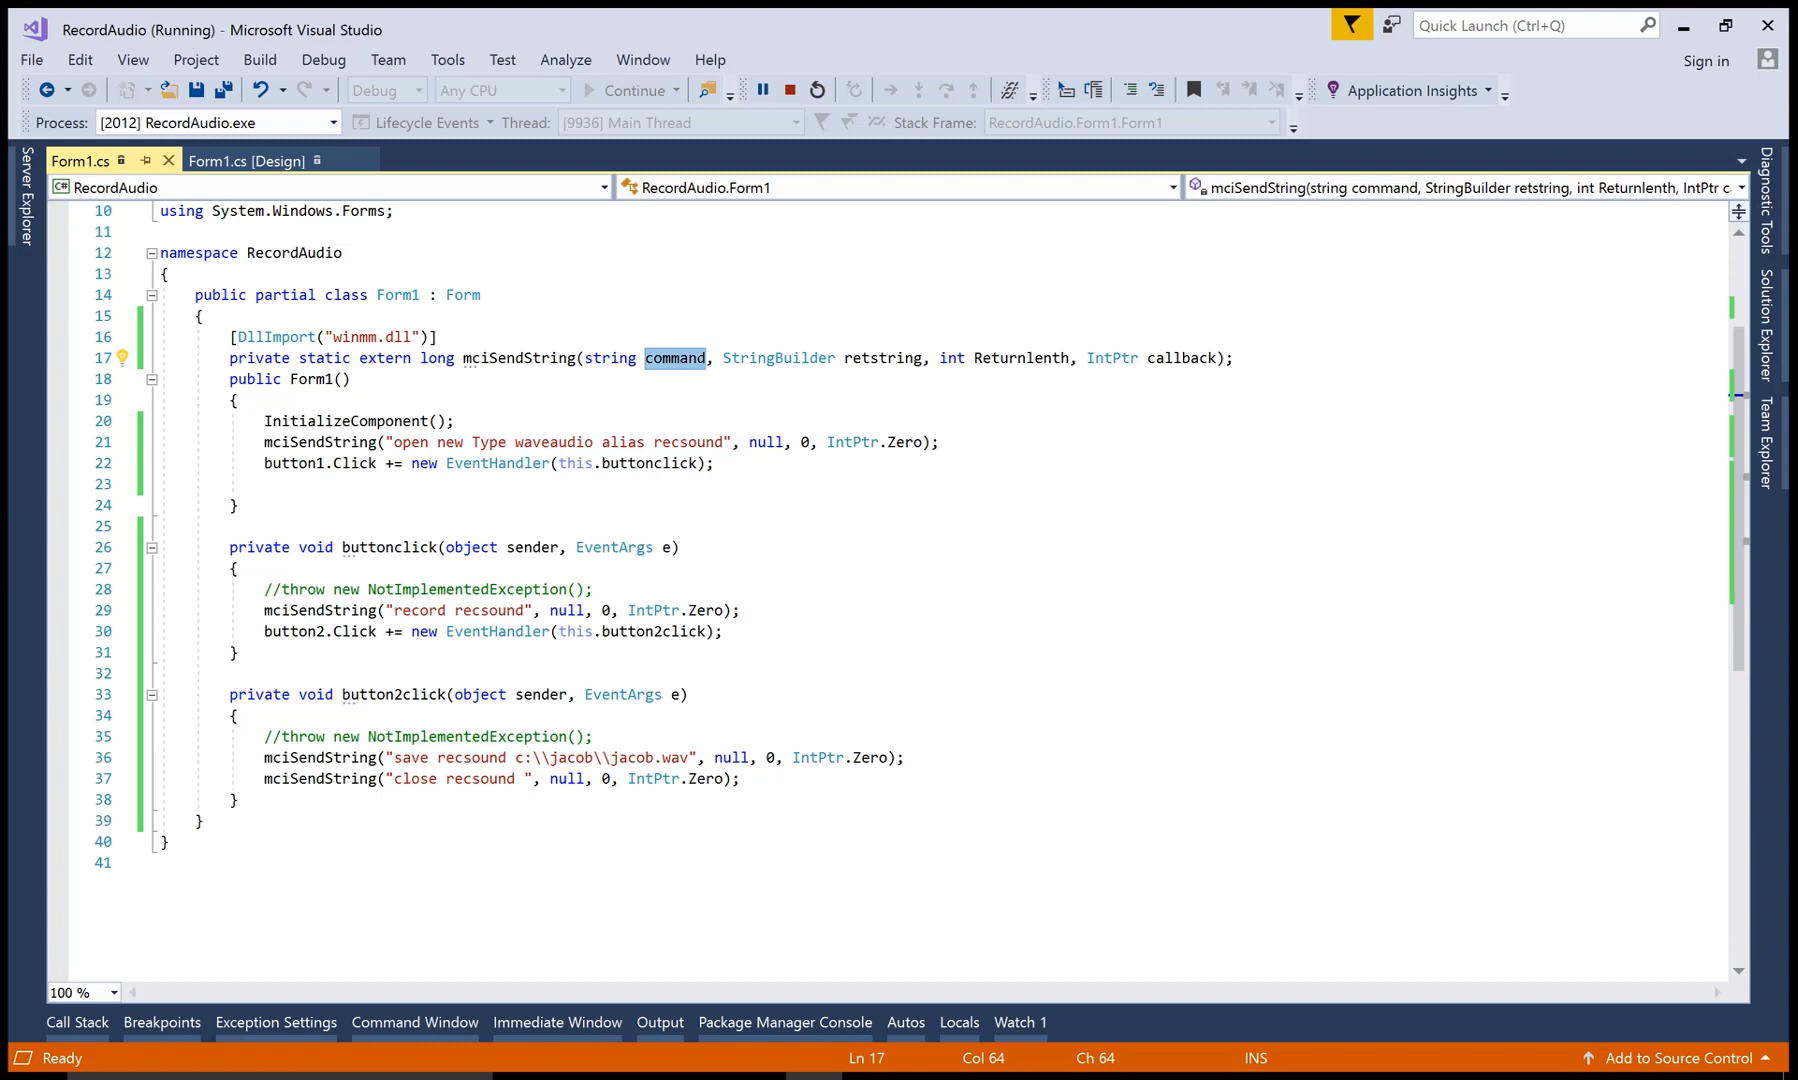 RecordAudio (Running) - Microsoft Visual Studio
Quick Launch (Ctrl+Q)
File Edit View Project Build Debug Team Tools Test Analyze Window Help
Sign in
Debug Any CPU Continue Application Insights
Process: [2012] RecordAudio.exe Lifecycle Events Thread: [9936] Main Thread Stack Frame: RecordAudio.Form1.Form1
Server Explorer
Form1.cs Form1.cs [Design]
C# RecordAudio RecordAudio.Form1 mciSendString(string command, StringBuilder retstring, int Returnlenth, IntPtr c
10 using System.Windows.Forms;
11
12 namespace RecordAudio
13 {
14 public partial class Form1 : Form
15 {
16 [DllImport("winmm.dll")]
17 private static extern long mciSendString(string command, StringBuilder retstring, int Returnlenth, IntPtr callback);
18 public Form1()
19 {
20 InitializeComponent();
21 mciSendString("open new Type waveaudio alias recsound", null, 0, IntPtr.Zero);
22 button1.Click += new EventHandler(this.buttonclick);
23
24 }
25
26 private void buttonclick(object sender, EventArgs e)
27 {
28 //throw new NotImplementedException();
29 mciSendString("record recsound", null, 0, IntPtr.Zero);
30 button2.Click += new EventHandler(this.button2click);
31 }
32
33 private void button2click(object sender, EventArgs e)
34 {
35 //throw new NotImplementedException();
36 mciSendString("save recsound c:\\jacob\\jacob.wav", null, 0, IntPtr.Zero);
37 mciSendString("close recsound ", null, 0, IntPtr.Zero);
38 }
39 }
40 }
41
Diagnostic Tools
Solution Explorer
Team Explorer
100 %
Call Stack Breakpoints Exception Settings Command Window Immediate Window Output Package Manager Console Autos Locals Watch 1
Ready Ln 17 Col 64 Ch 64 INS Add to Source Control